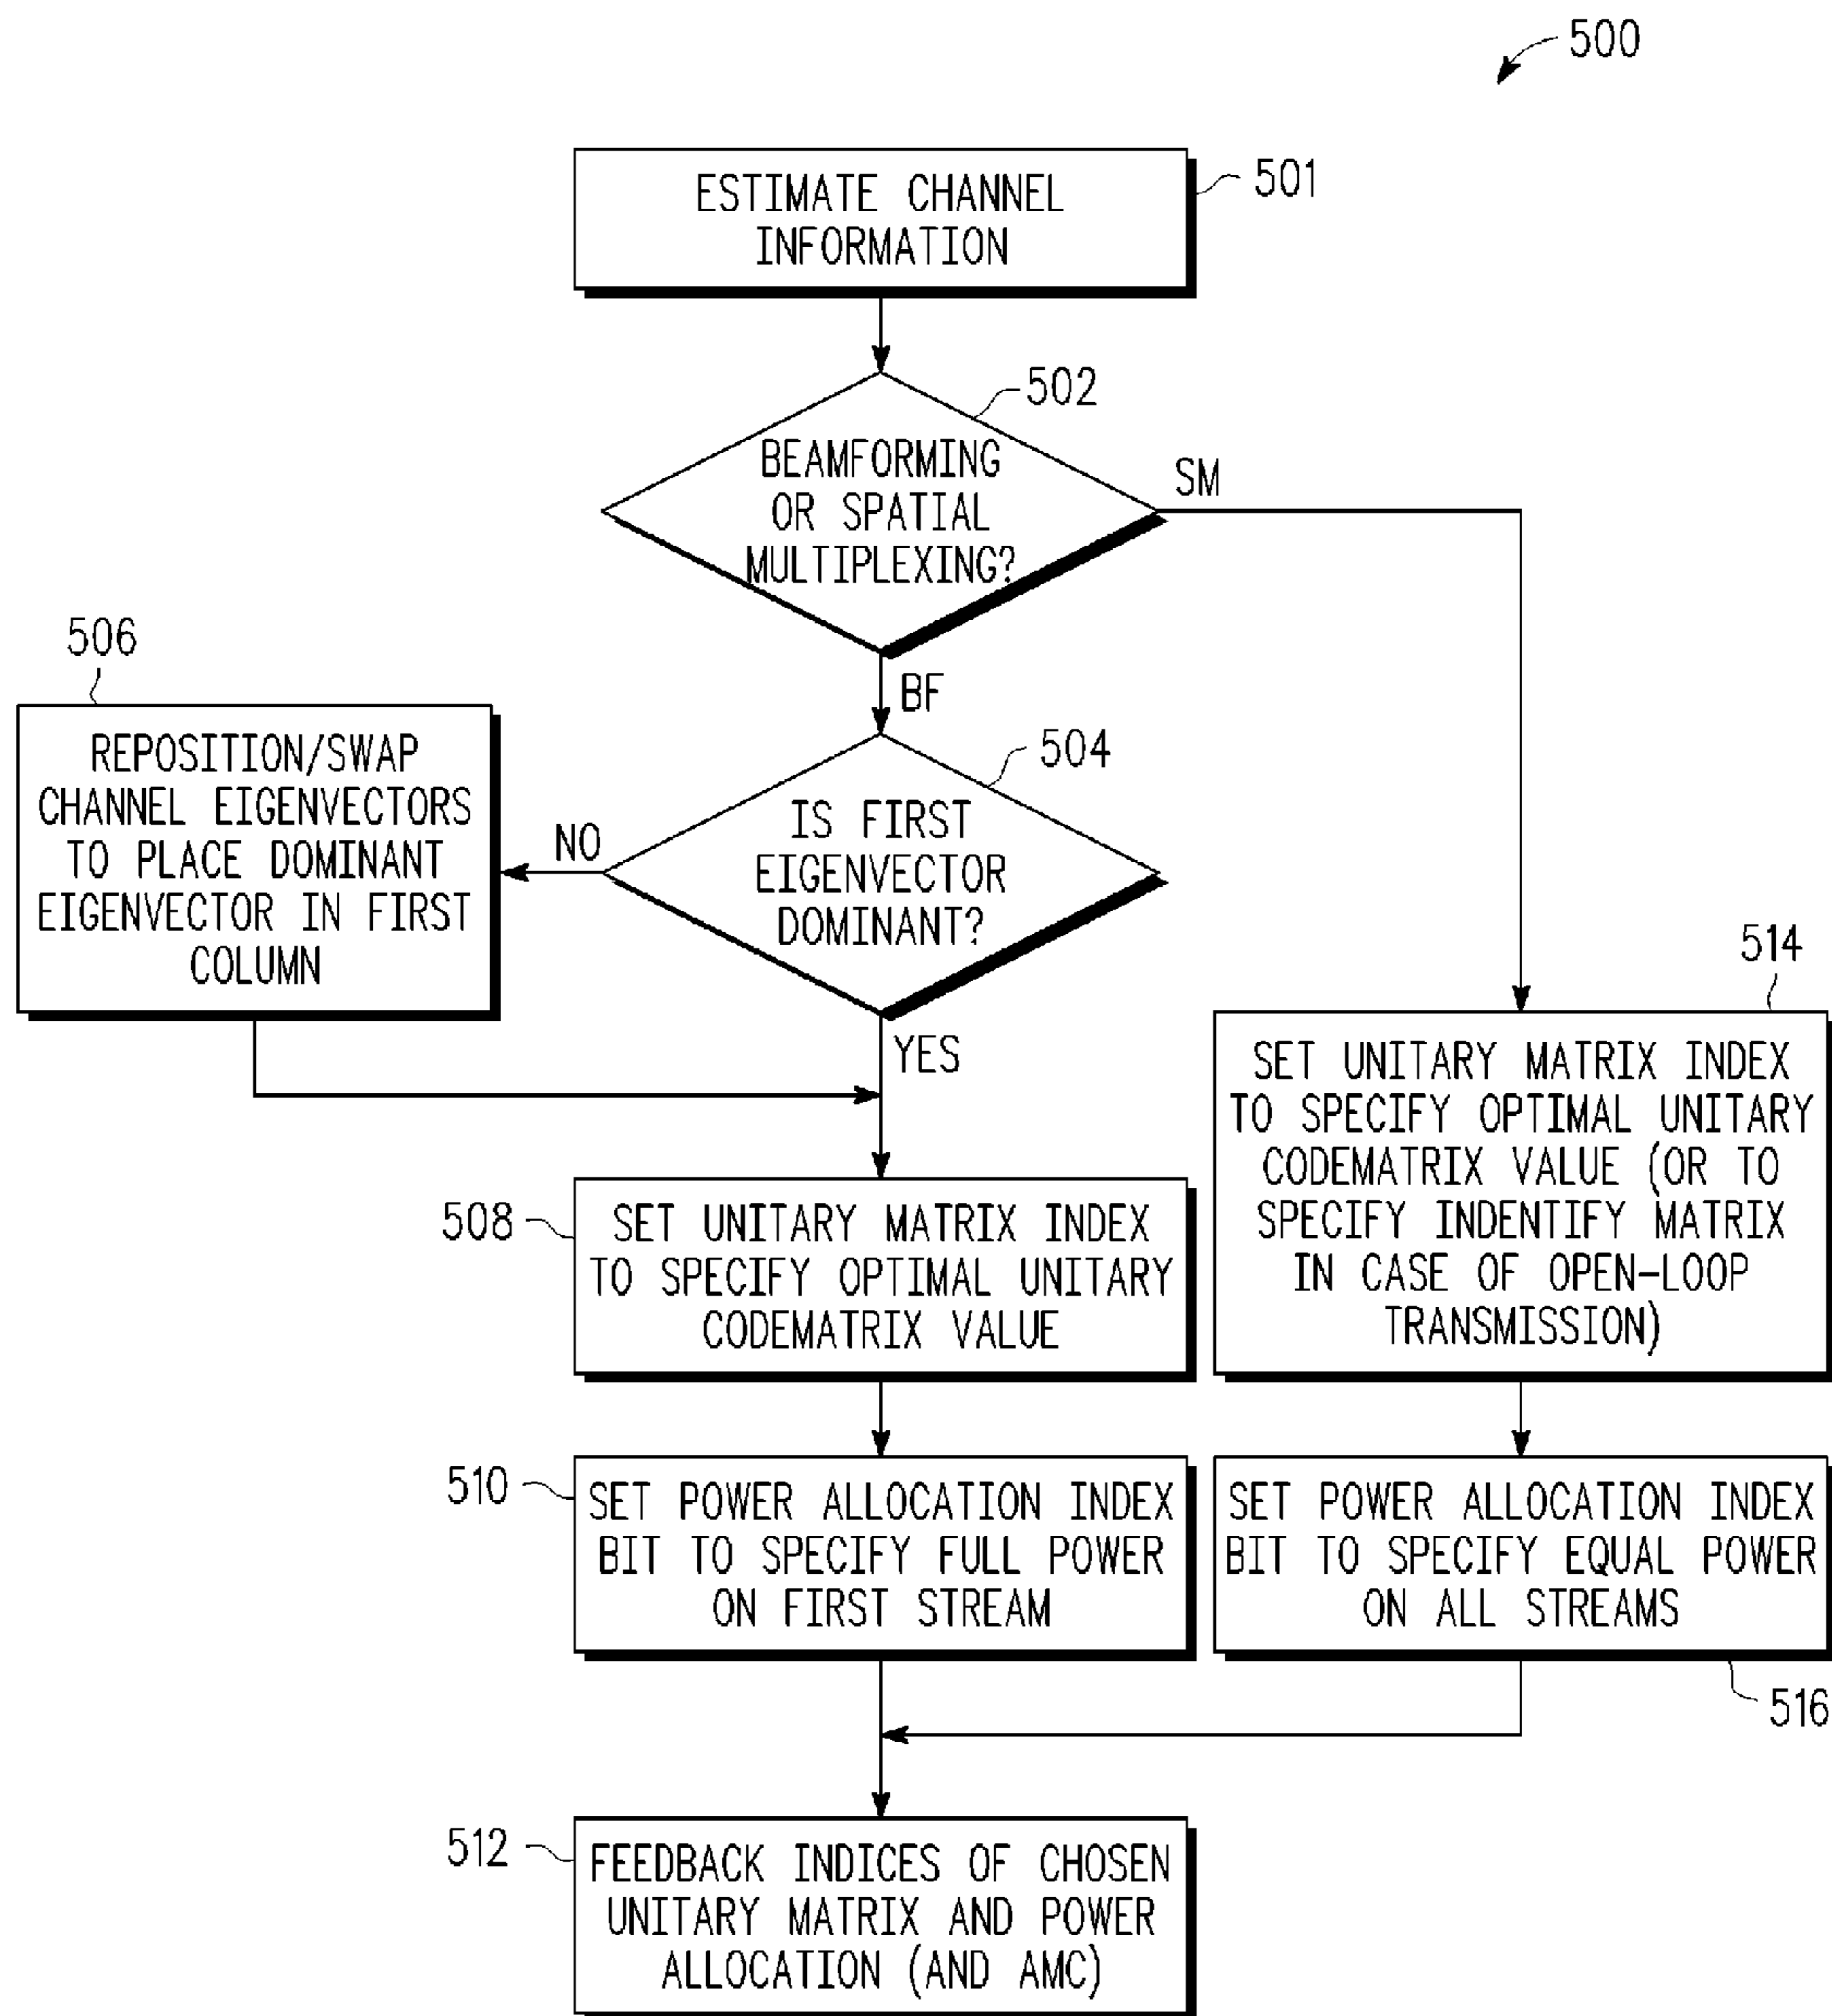 500
ESTIMATE CHANNEL
INFORMATION
501
502
BEAMFORMING
OR SPATIAL
MULTIPLEXING?
SM
BF
506
REPOSITION/SWAP
CHANNEL EIGENVECTORS
TO PLACE DOMINANT
EIGENVECTOR IN FIRST
COLUMN
NO
504
IS FIRST
EIGENVECTOR
DOMINANT?
YES
514
SET UNITARY MATRIX INDEX
TO SPECIFY OPTIMAL UNITARY
CODEMATRIX VALUE (OR TO
SPECIFY INDENTIFY MATRIX
IN CASE OF OPEN-LOOP
TRANSMISSION)
508
SET UNITARY MATRIX INDEX
TO SPECIFY OPTIMAL UNITARY
CODEMATRIX VALUE
510
SET POWER ALLOCATION INDEX
BIT TO SPECIFY FULL POWER
ON FIRST STREAM
SET POWER ALLOCATION INDEX
BIT TO SPECIFY EQUAL POWER
ON ALL STREAMS
516
512
FEEDBACK INDICES OF CHOSEN
UNITARY MATRIX AND POWER
ALLOCATION (AND AMC)